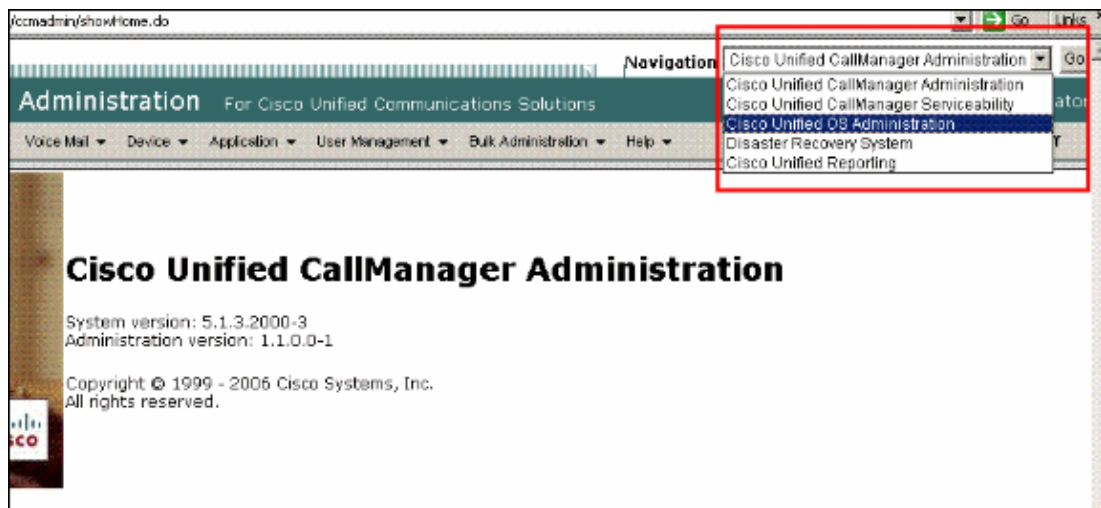 /ccmadmin/showHome.do
Go Links
Navigation Cisco Unified CallManager Administration Go
Cisco Unified CallManager Administration
Cisco Unified CallManager Serviceability
Cisco Unified OS Administration
Disaster Recovery System
Cisco Unified Reporting
Administration For Cisco Unified Communications Solutions
Voice Mail Device Application User Management Bulk Administration Help
Cisco Unified CallManager Administration
System version: 5.1.3.2000-3
Administration version: 1.1.0.0-1
Copyright © 1999 - 2006 Cisco Systems, Inc.
All rights reserved.